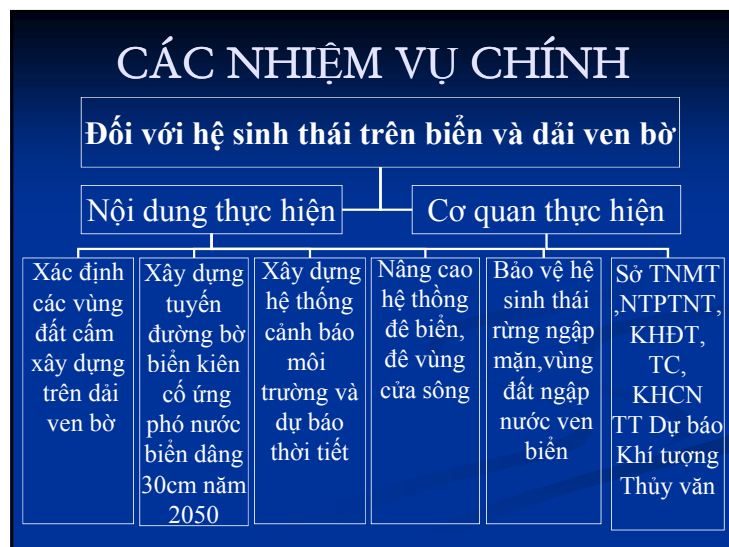 CÁC NHIỆM VỤ CHÍNH
Đối với hệ sinh thái trên biển và dải ven bờ
Nội dung thực hiện
Cơ quan thực hiện
Xác định
các vùng
đất cấm
xây dựng
trên dải
ven bờ
Xây dựng
tuyến
đường bờ
biển kiên
cố ứng
phó nước
biển dâng
30cm năm
2050
Xây dựng
hệ thống
cảnh báo
môi
trường và
dự báo
thời tiết
Nâng cao
hệ thồng
đê biển,
đê vùng
cửa sông
Bảo vệ hệ
sinh thái
rừng ngập
mặn,vùng
đất ngập
nước ven
biển
Sở TNMT
,NTPTNT,
KHĐT,
TC,
KHCN
TT Dự báo
Khí tượng
Thủy văn